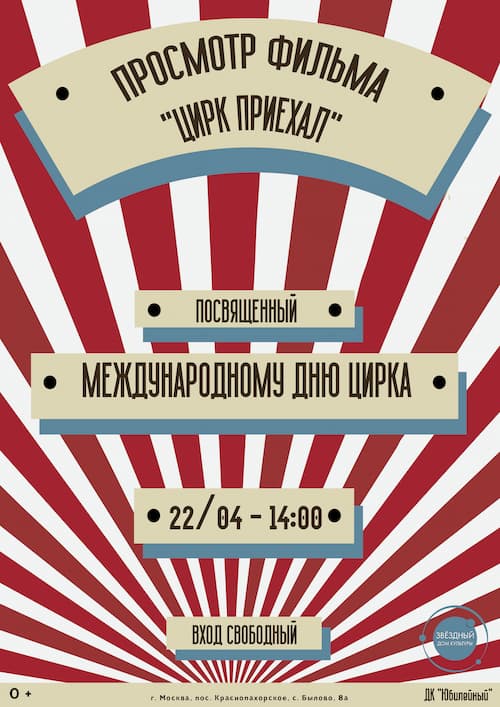 ПРОСМОТР ФИЛЬМА
"ЦИРК ПРИЕХАЛ"
ПОСВЯЩЕННЫЙ
МЕЖДУНАРОДНОМУ ДНЮ ЦИРКА
22/04 - 14:00
ВХОД СВОБОДНЫЙ
ЗВЁЗДНЫЙ
ДОМ КУЛЬТУРЫ
0 +
г. Москва, пос. Краснопахорское, с. Былово, 8а
ДК "Юбилейный"